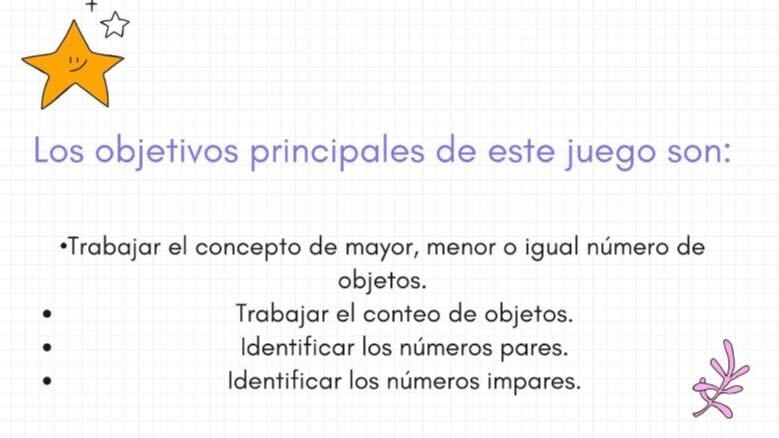 Los objetivos principales de este juego son:
•Trabajar el concepto de mayor, menor o igual número de
objetos.
• Trabajar el conteo de objetos.
• Identificar los números pares.
• Identificar los números impares.